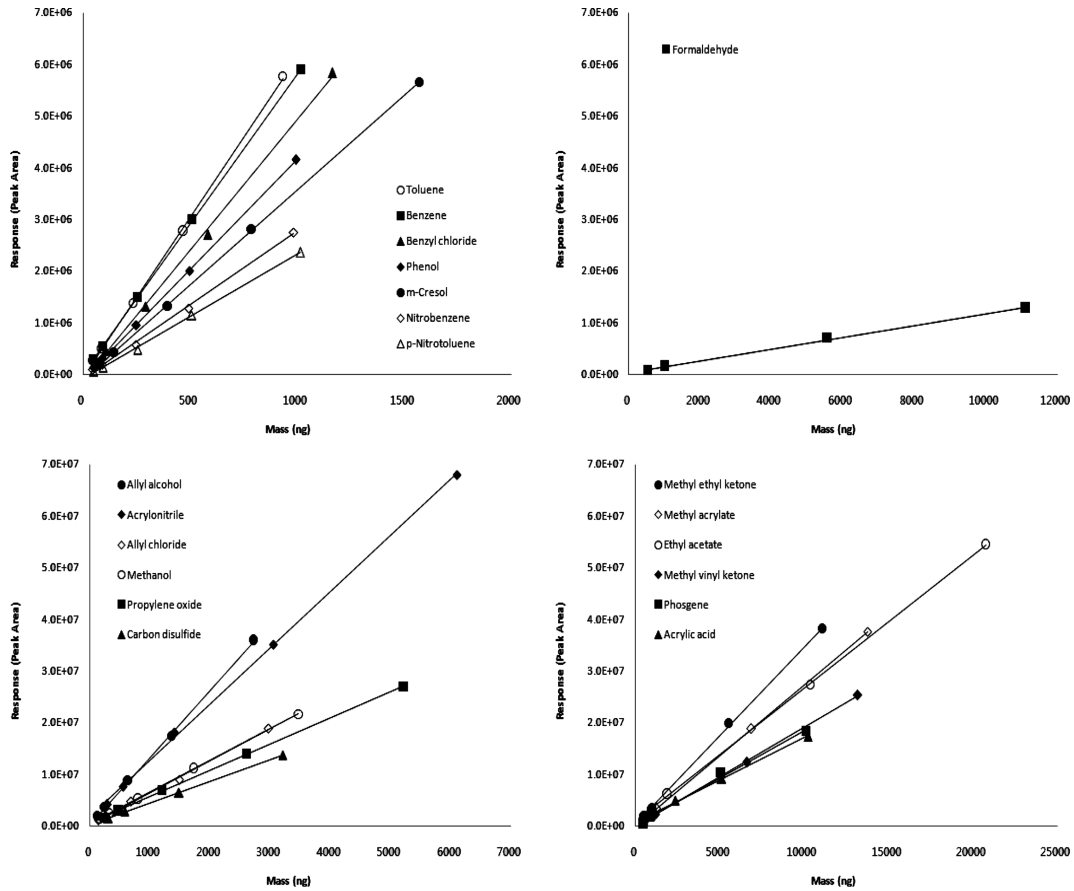 7.0E+06
6.0E+06
5.0E+06
4.0E+06
3.0E+06
2.0E+06
1.0E+06
0.0E+00
Response (Peak Area)
0 500 1000 1500 2000
Mass (ng)
Toluene
Benzene
Benzyl chloride
Phenol
m-Cresol
Nitrobenzene
p-Nitrotoluene
7.0E+06
6.0E+06
5.0E+06
4.0E+06
3.0E+06
2.0E+06
1.0E+06
0.0E+00
Response (Peak Area)
0 2000 4000 6000 8000 10000 12000
Mass (ng)
Formaldehyde
7.0E+07
6.0E+07
5.0E+07
4.0E+07
3.0E+07
2.0E+07
1.0E+07
0.0E+00
Response (Peak Area)
0 1000 2000 3000 4000 5000 6000 7000
Mass (ng)
Allyl alcohol
Acrylonitrile
Allyl chloride
Methanol
Propylene oxide
Carbon disulfide
7.0E+07
6.0E+07
5.0E+07
4.0E+07
3.0E+07
2.0E+07
1.0E+07
0.0E+00
Response (Peak Area)
0 5000 10000 15000 20000 25000
Mass (ng)
Methyl ethyl ketone
Methyl acrylate
Ethyl acetate
Methyl vinyl ketone
Phosgene
Acrylic acid